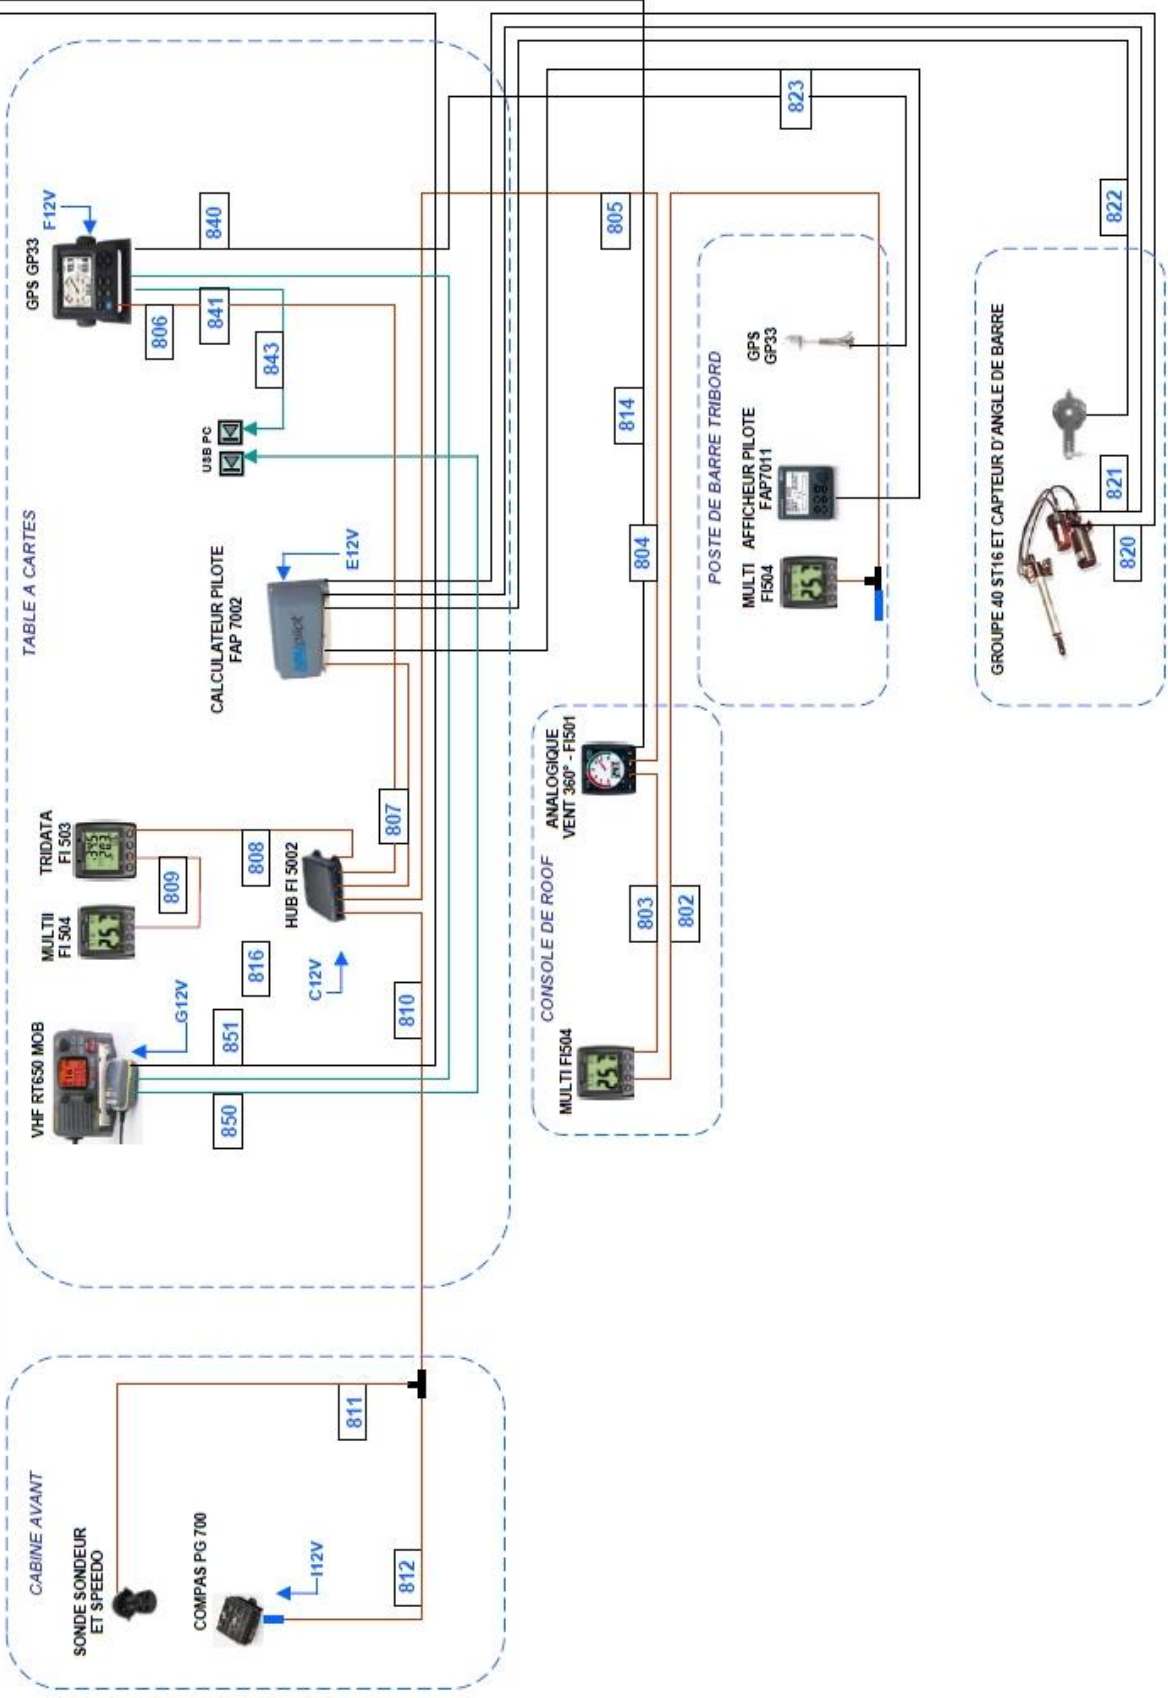 CABINE AVANT
SONDE SONDEUR
ET SPEEDO
COMPAS PG 700
I12V
811
812
TABLE A CARTES
VHF RT650 MOB
G12V
850
851
MULTII
FI 504
TRIDATA
FI 503
809
808
816
HUB FI 5002
C12V
810
807
CALCULATEUR PILOTE
FAP 7002
E12V
USB PC
GPS GP33
F12V
806
841
840
843
CONSOLE DE ROOF
MULTI FI504
ANALOGIQUE
VENT 360° - FI501
803
802
804
814
805
POSTE DE BARRE TRIBORD
MULTI
FI504
AFFICHEUR PILOTE
FAP7011
GPS
GP33
823
GROUPE 40 ST16 ET CAPTEUR D'ANGLE DE BARRE
820
821
822